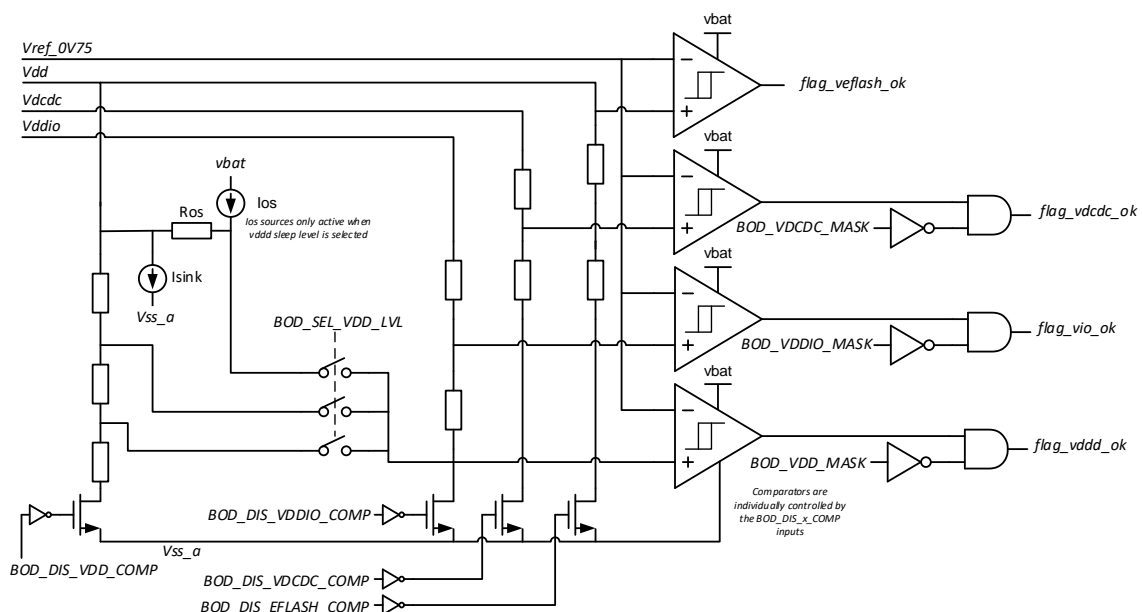 vbat
Vref_0V75
Vdd
flag_veflash_ok
Vdcdc
Vddio
vbat
vbat
Ios
Ros
Ios sources only active when
vddd sleep level is selected
flag_vdcdc_ok
BOD_VDCDC_MASK
Isink
vbat
Vss_a
BOD_SEL_VDD_LVL
flag_vio_ok
BOD_VDDIO_MASK
vbat
flag_vddd_ok
BOD_VDD_MASK
Comparators are
individually controlled by
the BOD_DIS_x_COMP
inputs
BOD_DIS_VDDIO_COMP
Vss_a
BOD_DIS_VDD_COMP
BOD_DIS_VDCDC_COMP
BOD_DIS_EFLASH_COMP